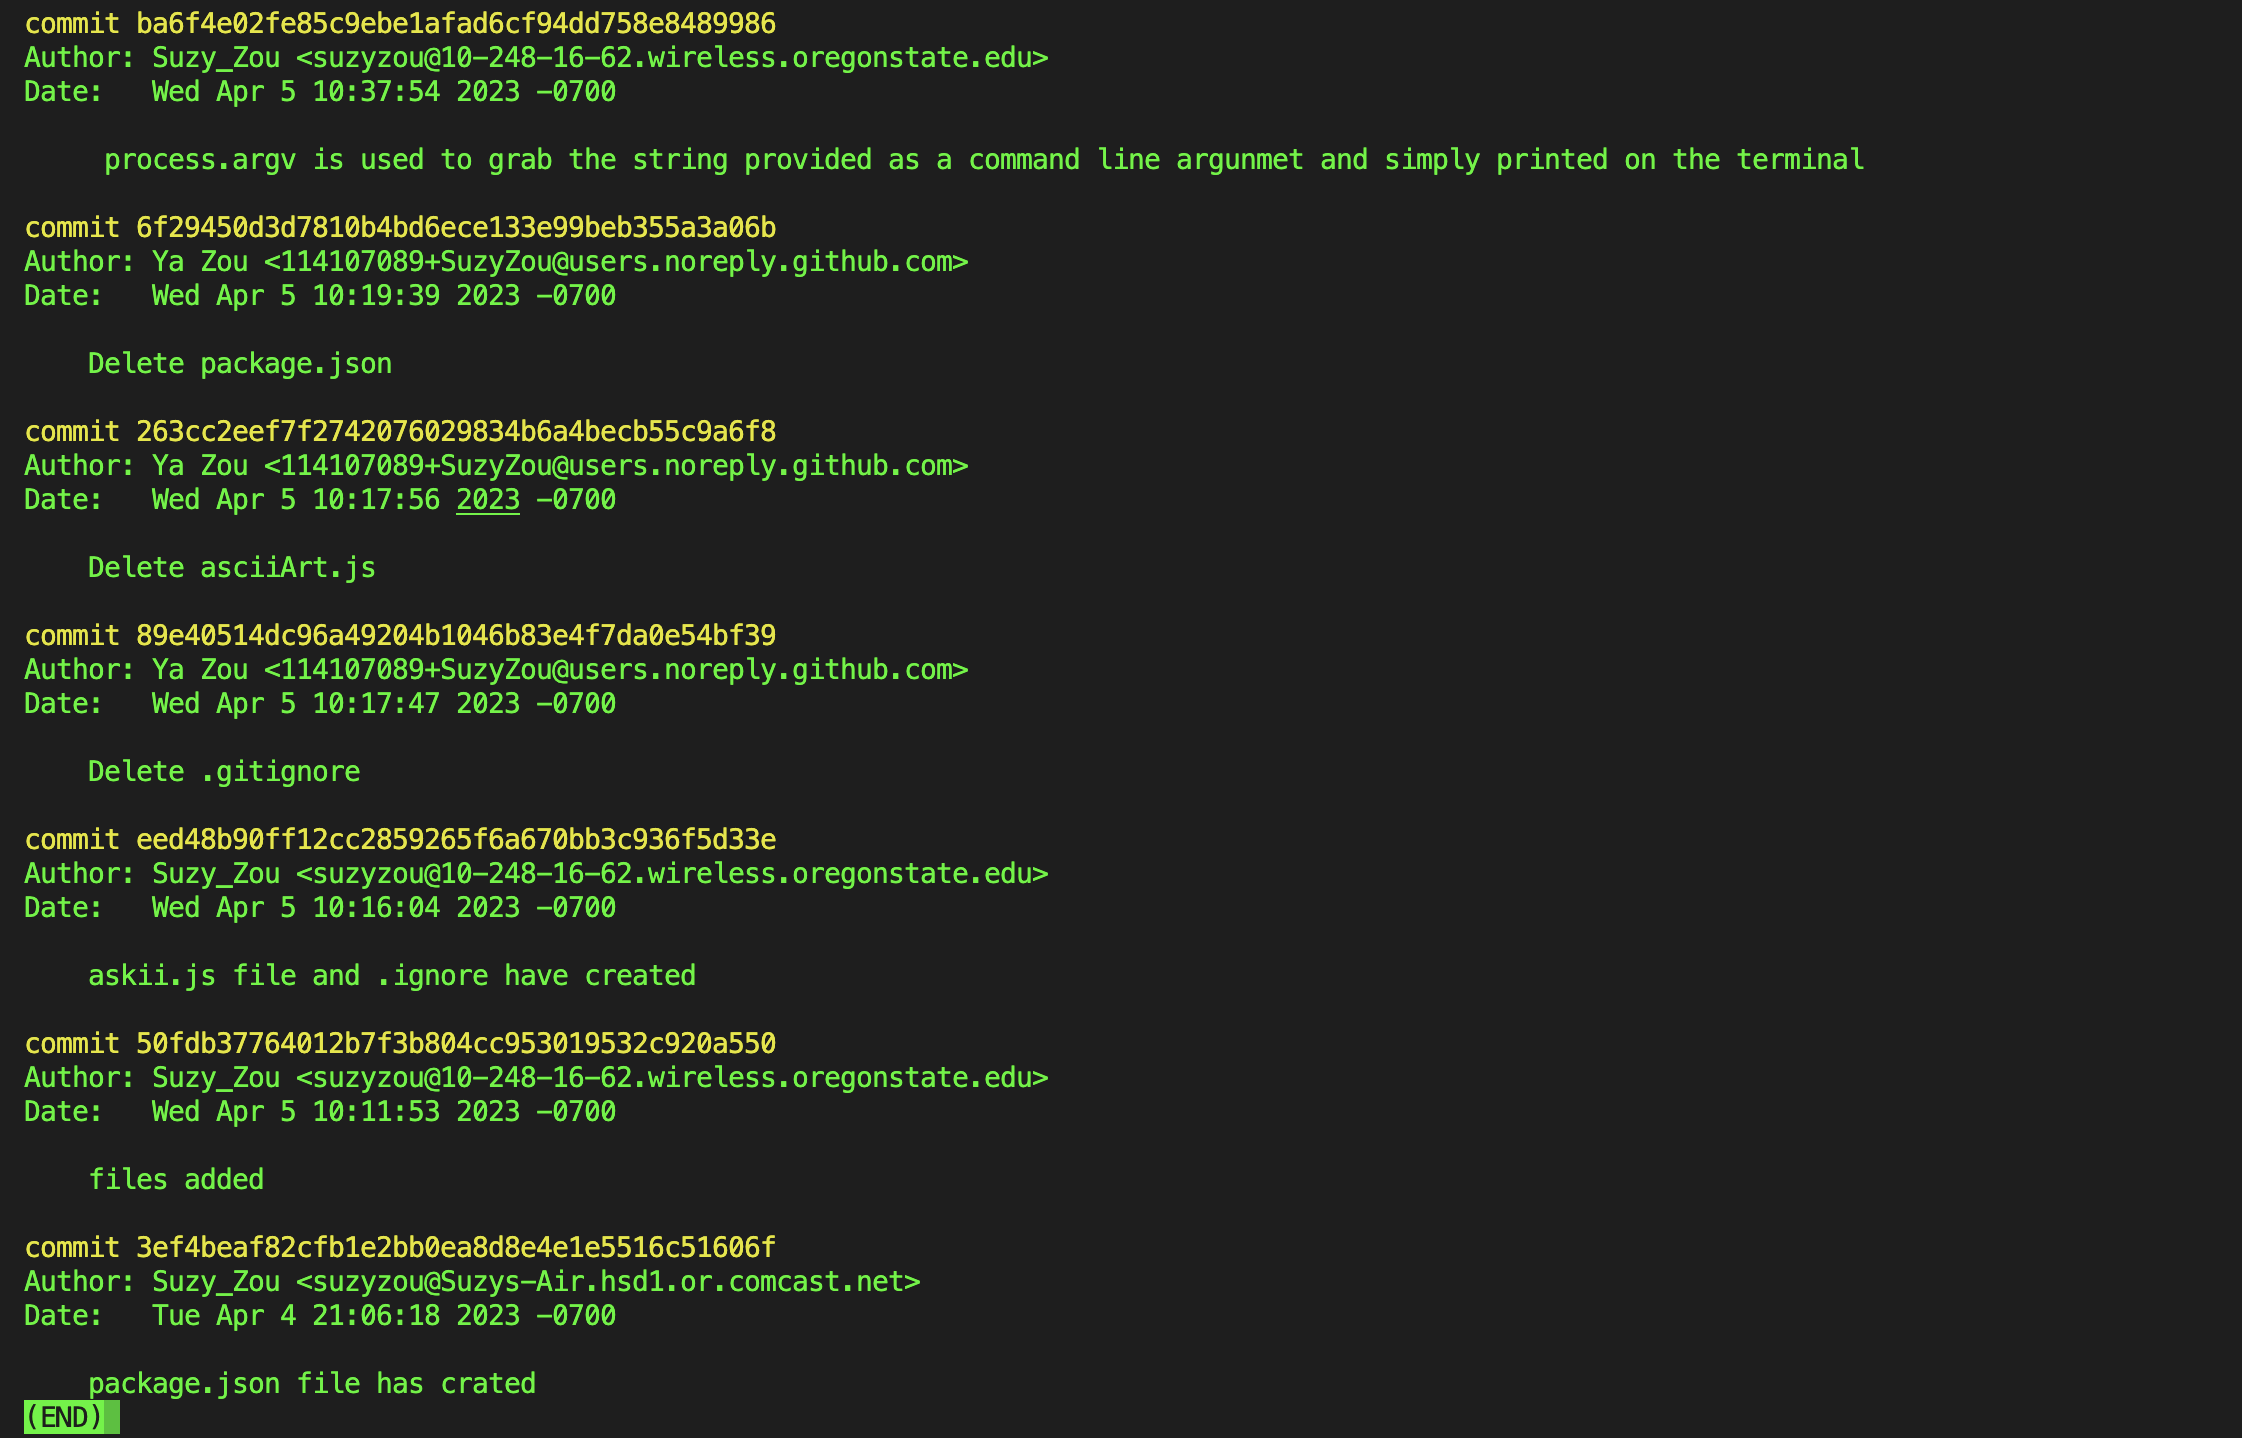 commit ba6f4e02fe85c9ebe1afad6cf94dd758e8489986
Author: Suzy_Zou <suzyzou@10-248-16-62.wireless.oregonstate.edu>
Date:   Wed Apr 5 10:37:54 2023 -0700
     process.argv is used to grab the string provided as a command line argunmet and simply printed on the terminal
commit 6f29450d3d7810b4bd6ece133e99beb355a3a06b
Author: Ya Zou <114107089+SuzyZou@users.noreply.github.com>
Date:   Wed Apr 5 10:19:39 2023 -0700
    Delete package.json
commit 263cc2eef7f2742076029834b6a4becb55c9a6f8
Author: Ya Zou <114107089+SuzyZou@users.noreply.github.com>
Date:   Wed Apr 5 10:17:56 2023 -0700
    Delete asciiArt.js
commit 89e40514dc96a49204b1046b83e4f7da0e54bf39
Author: Ya Zou <114107089+SuzyZou@users.noreply.github.com>
Date:   Wed Apr 5 10:17:47 2023 -0700
    Delete .gitignore
commit eed48b90ff12cc2859265f6a670bb3c936f5d33e
Author: Suzy_Zou <suzyzou@10-248-16-62.wireless.oregonstate.edu>
Date:   Wed Apr 5 10:16:04 2023 -0700
    askii.js file and .ignore have created
commit 50fdb37764012b7f3b804cc953019532c920a550
Author: Suzy_Zou <suzyzou@10-248-16-62.wireless.oregonstate.edu>
Date:   Wed Apr 5 10:11:53 2023 -0700
    files added
commit 3ef4beaf82cfb1e2bb0ea8d8e4e1e5516c51606f
Author: Suzy_Zou <suzyzou@Suzys-Air.hsd1.or.comcast.net>
Date:   Tue Apr 4 21:06:18 2023 -0700
    package.json file has crated
(END)